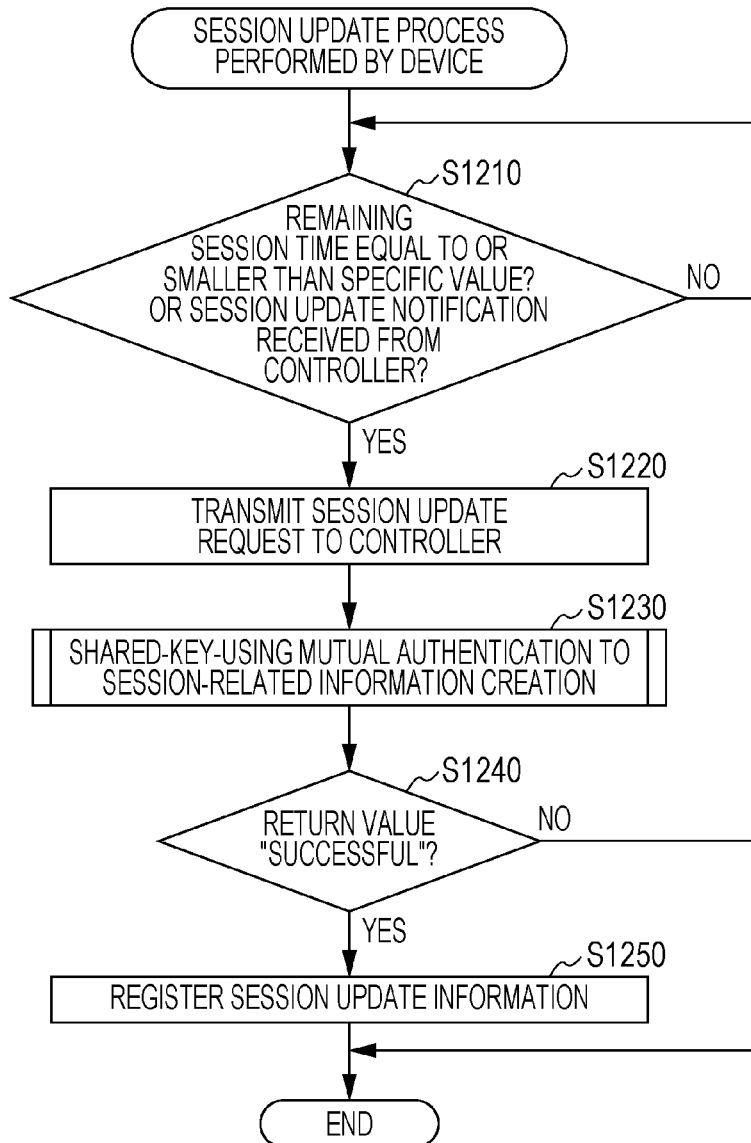 SESSION UPDATE PROCESS
PERFORMED BY DEVICE
S1210
REMAINING
SESSION TIME EQUAL TO OR
SMALLER THAN SPECIFIC VALUE?
OR SESSION UPDATE NOTIFICATION
RECEIVED FROM
CONTROLLER?
NO
YES
S1220
TRANSMIT SESSION UPDATE
REQUEST TO CONTROLLER
S1230
SHARED-KEY-USING MUTUAL AUTHENTICATION TO
SESSION-RELATED INFORMATION CREATION
S1240
RETURN VALUE
"SUCCESSFUL"?
NO
YES
S1250
REGISTER SESSION UPDATE INFORMATION
END